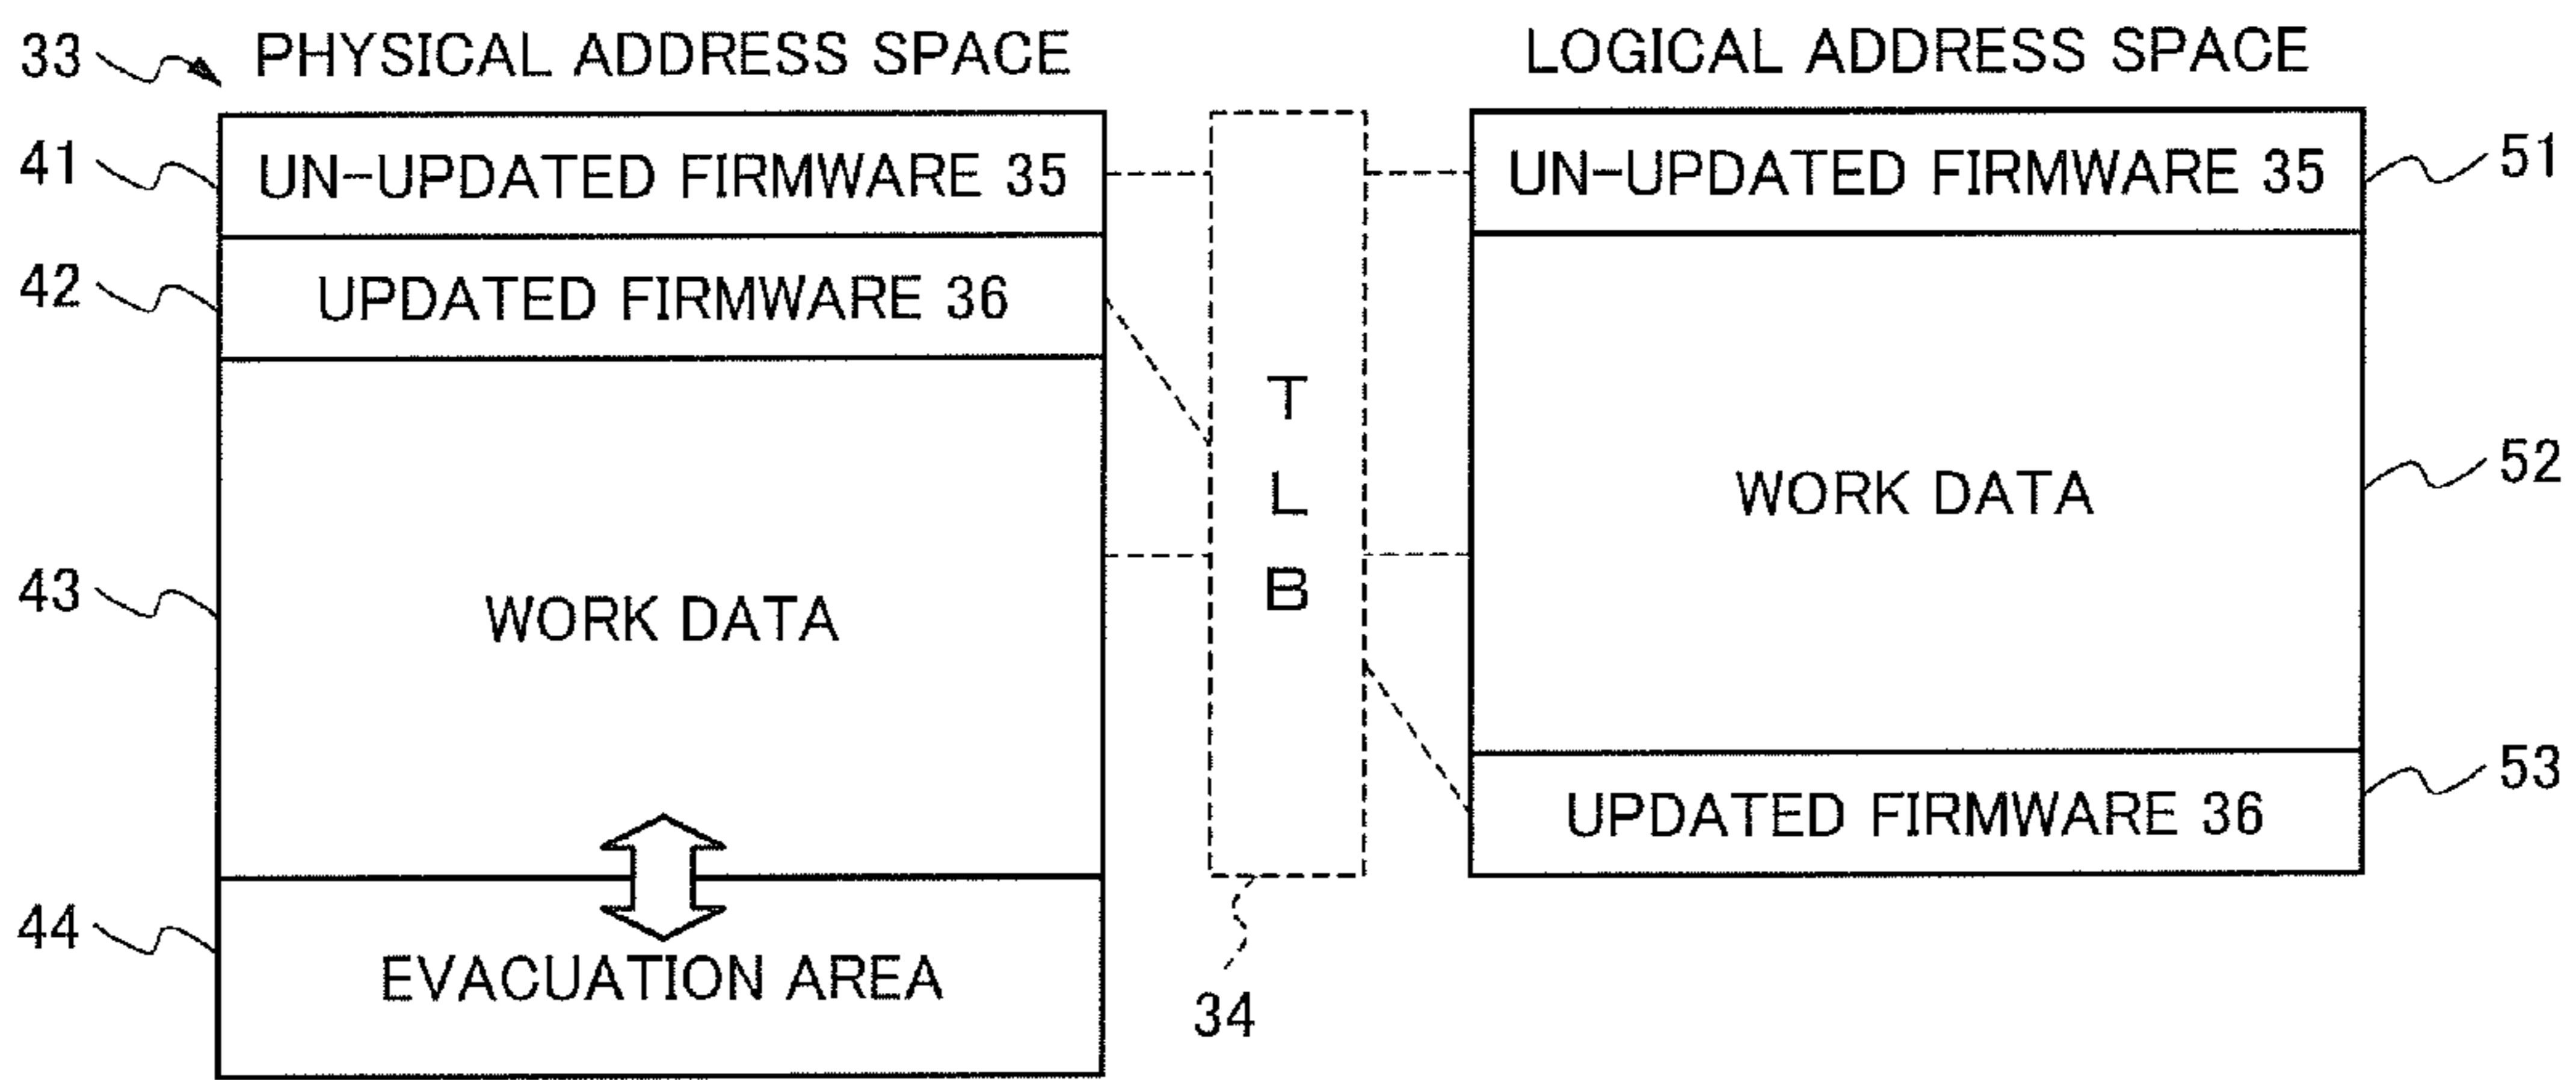 33 PHYSICAL ADDRESS SPACE
41 UN-UPDATED FIRMWARE 35
42 UPDATED FIRMWARE 36
43 WORK DATA
44 EVACUATION AREA
T
L
B
34
LOGICAL ADDRESS SPACE
UN-UPDATED FIRMWARE 35 51
WORK DATA 52
UPDATED FIRMWARE 36 53